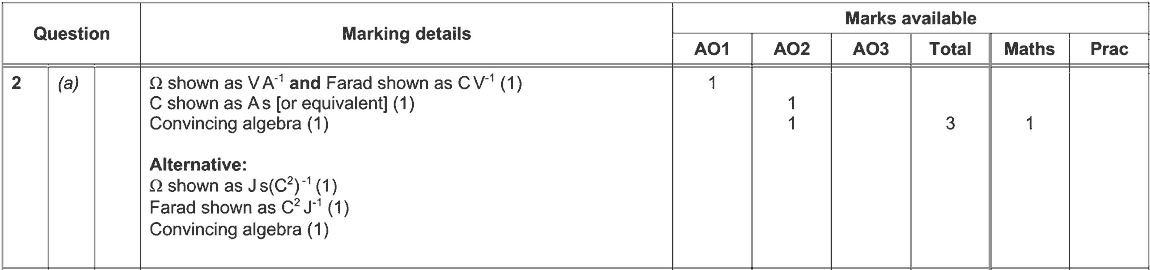 Question Marking details Marks available
AO1 AO2 AO3 Total Maths Prac
2 (a) Ω shown as V A⁻¹ and Farad shown as C V⁻¹ (1) 1
C shown as A s [or equivalent] (1) 1
Convincing algebra (1) 1 3 1
Alternative:
Ω shown as J s(C²)⁻¹ (1)
Farad shown as C² J⁻¹ (1)
Convincing algebra (1)